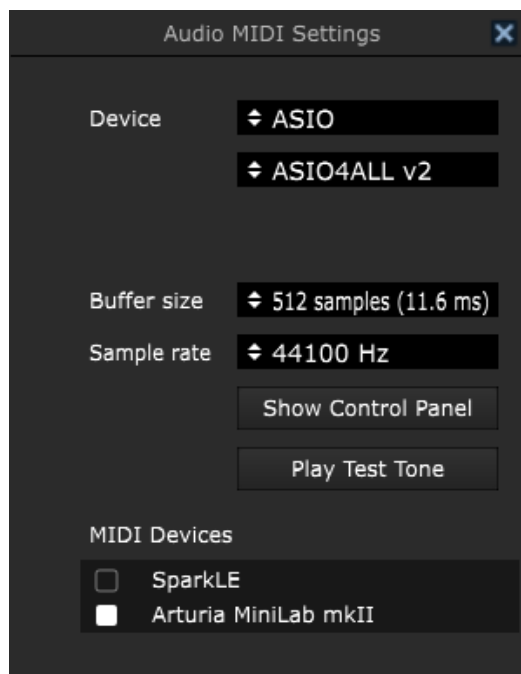 Audio MIDI Settings
Device ASIO
ASIO4ALL v2
Buffer size 512 samples (11.6 ms)
Sample rate 44100 Hz
Show Control Panel
Play Test Tone
MIDI Devices
SparkLE
Arturia MiniLab mkII